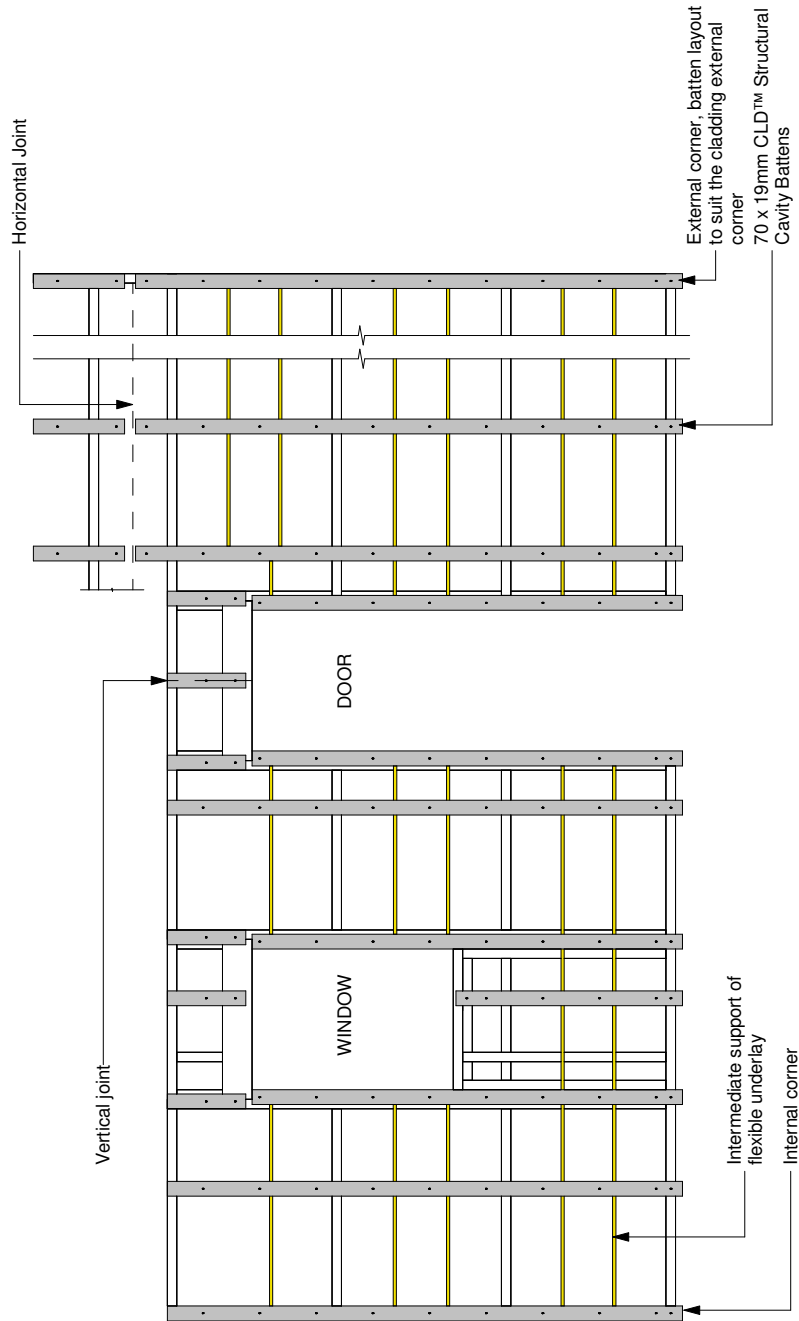 Horizontal Joint
Vertical joint
DOOR
WINDOW
External corner, batten layout
to suit the cladding external
corner
70 x 19mm CLD™ Structural
Cavity Battens
Intermediate support of
flexible underlay
Internal corner